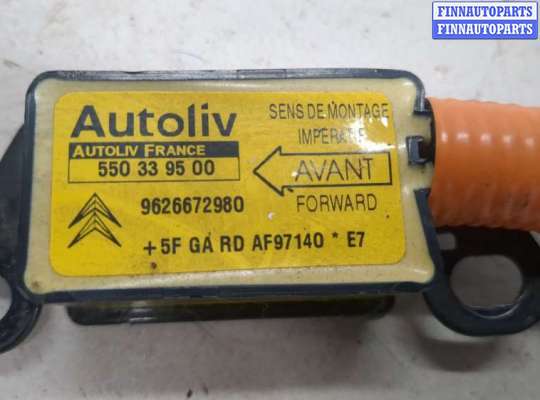 FINNAUTOPARTS
FINNAUTOPARTS
Autoliv
AUTOLIV FRANCE
550 33 95 00
SENS DE MONTAGE
IMPERATIF
AVANT
FORWARD
9626672980
+5F GA RD AF97140 * E7